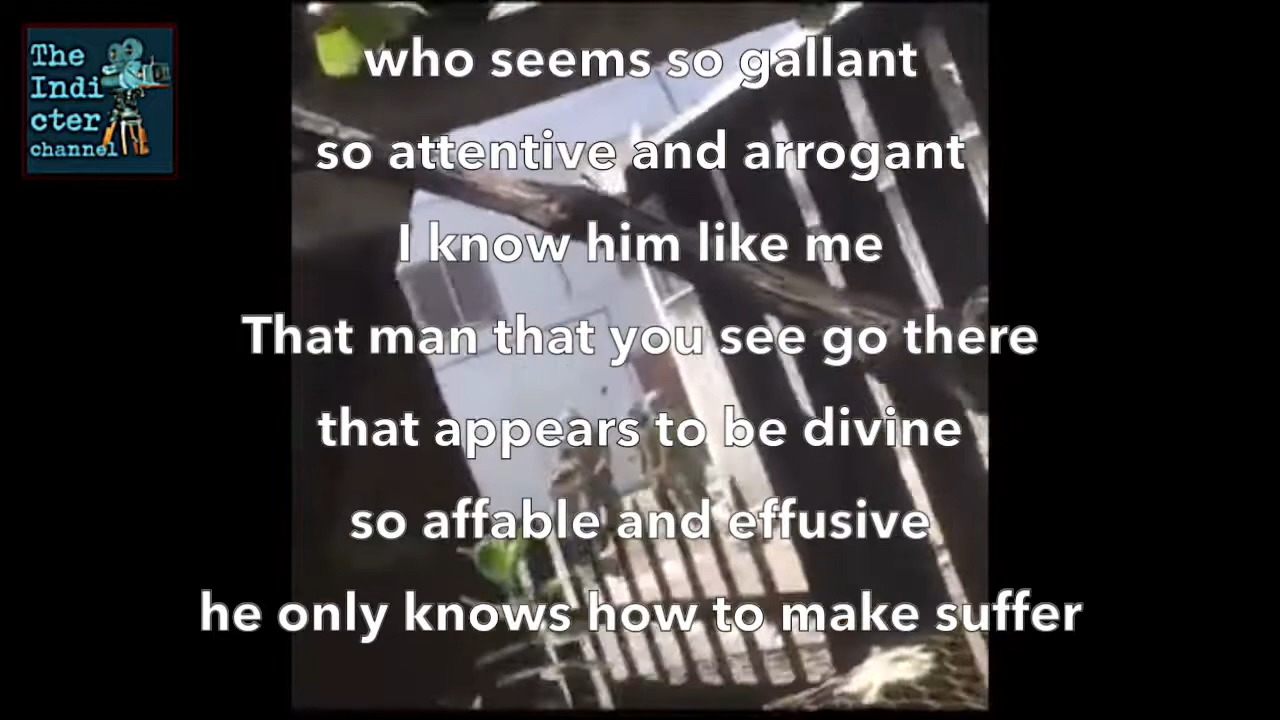 The
Indi
cter
channel
who seems so gallant
so attentive and arrogant
I know him like me
That man that you see go there
that appears to be divine
so affable and effusive
he only knows how to make suffer